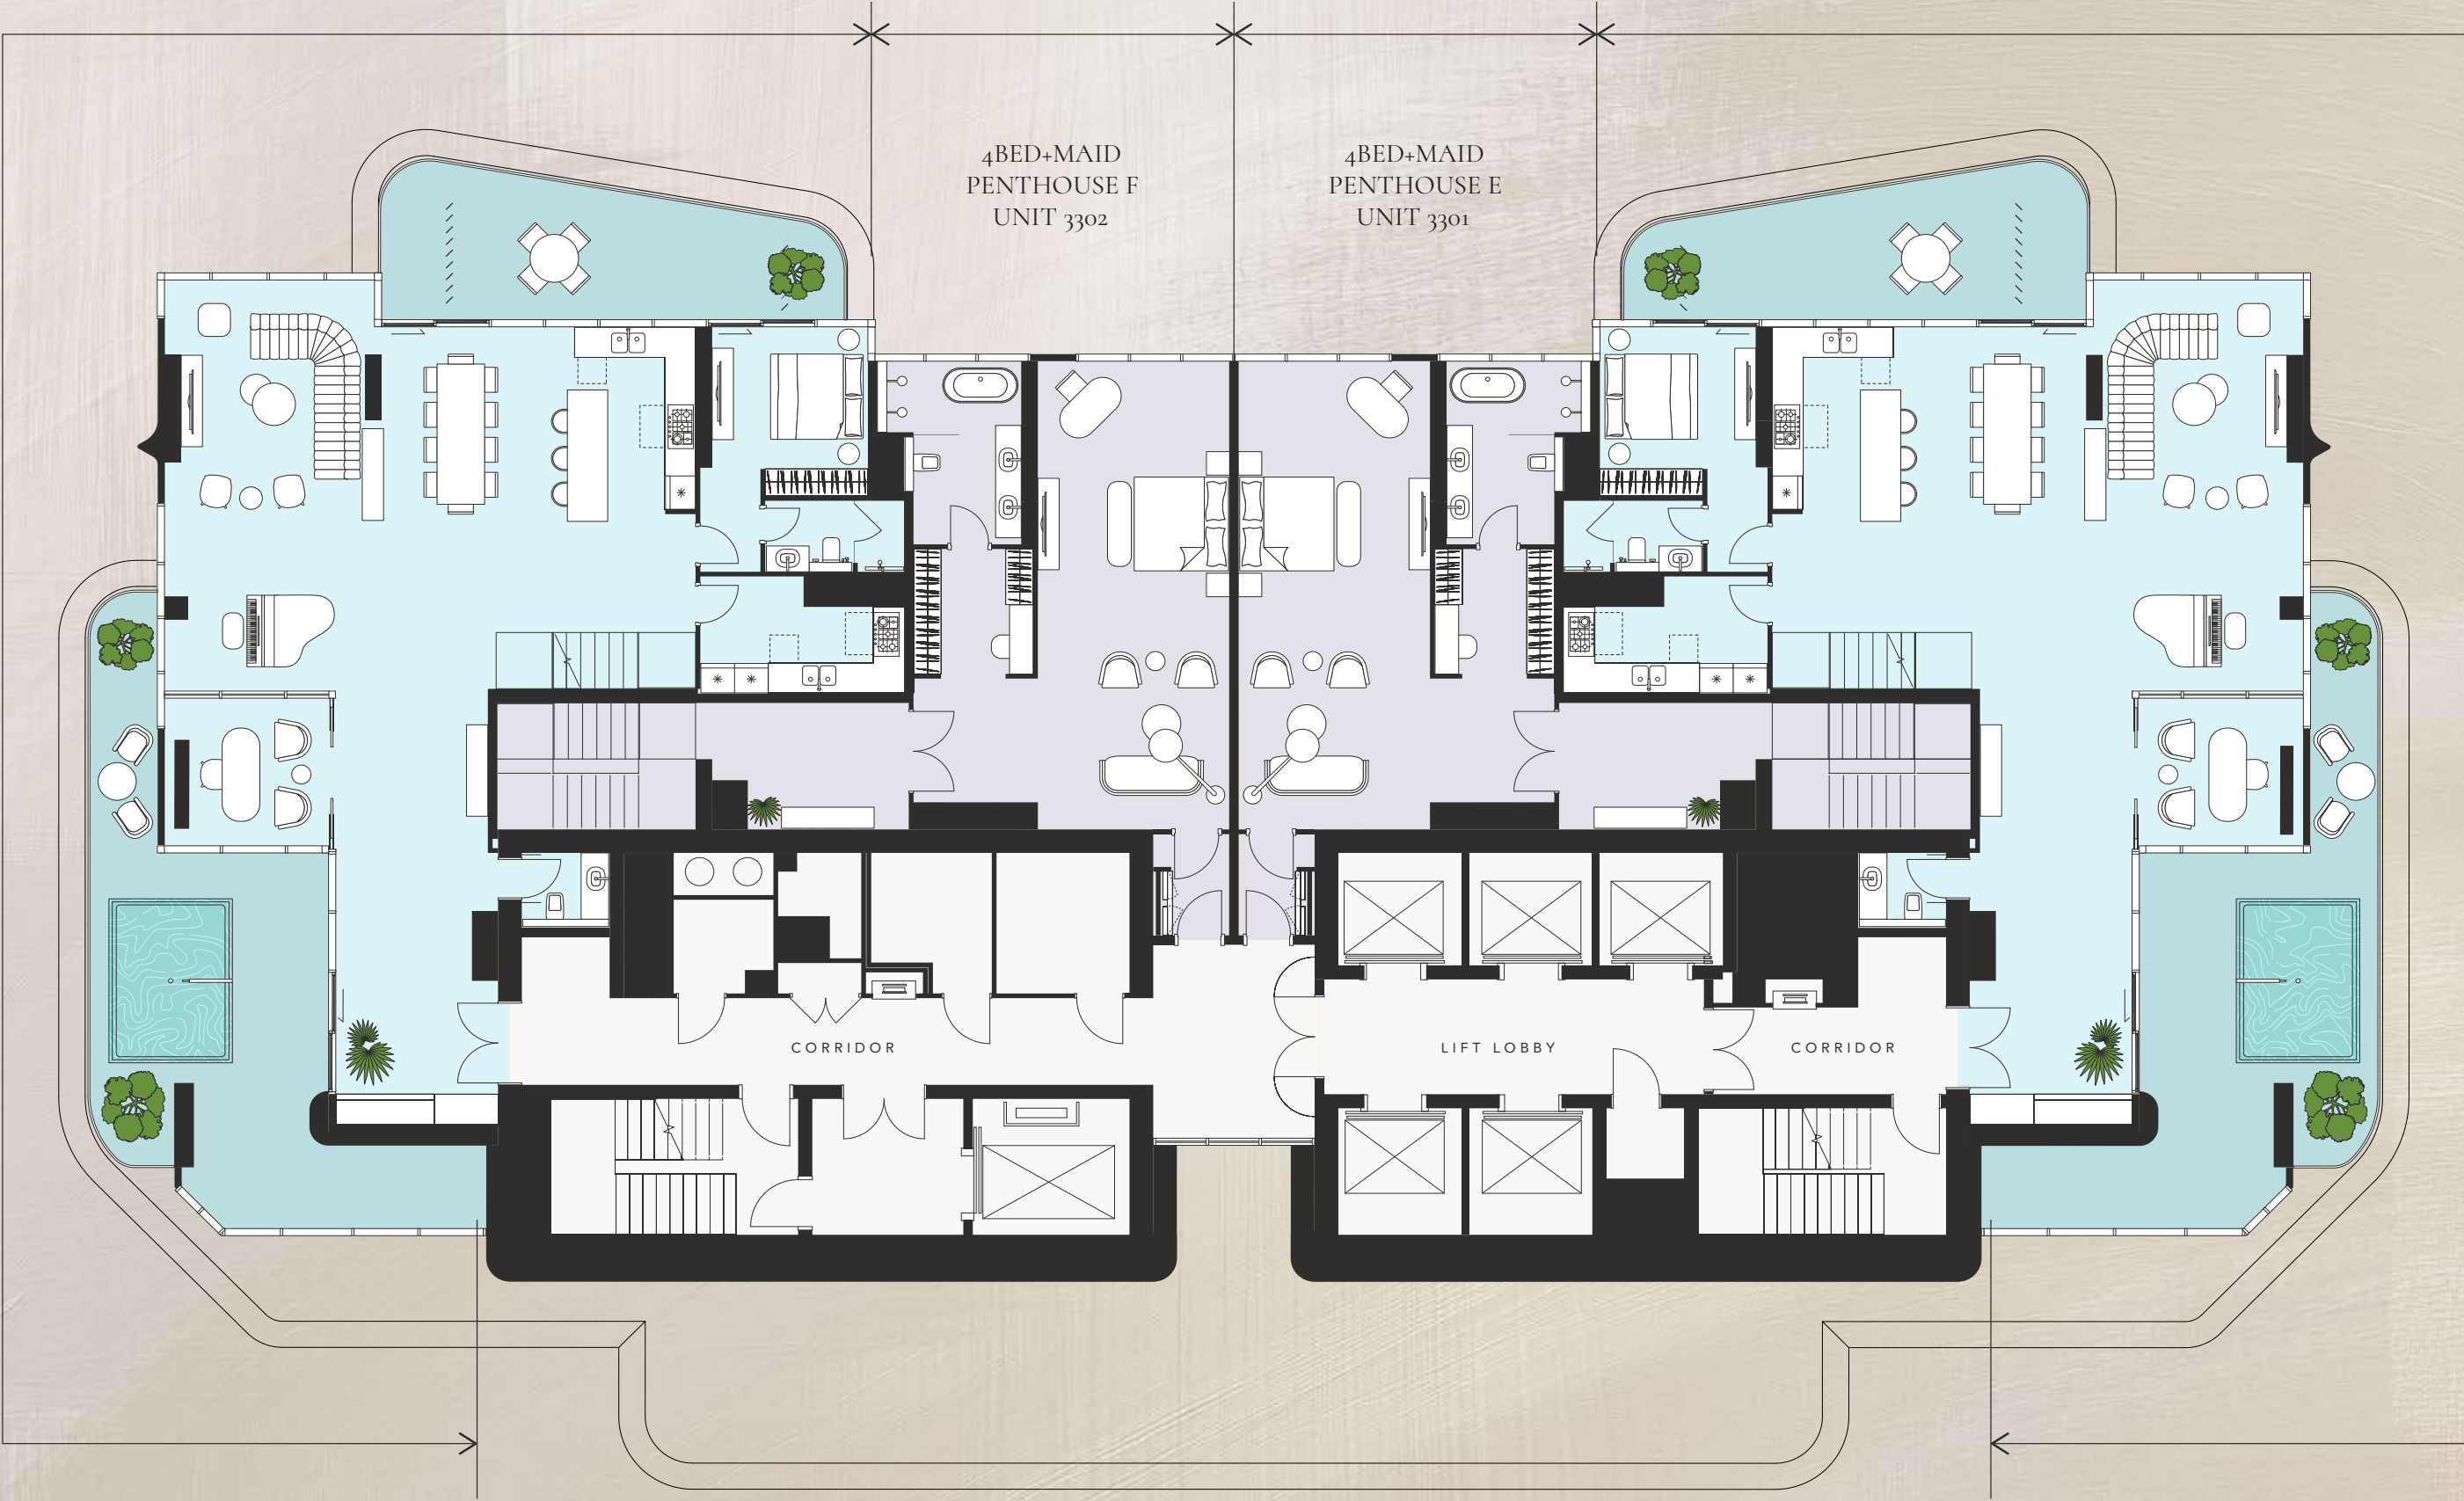 4BED+MAID
PENTHOUSE F
UNIT 3302
4BED+MAID
PENTHOUSE E
UNIT 3301
CORRIDOR
LIFT LOBBY
CORRIDOR